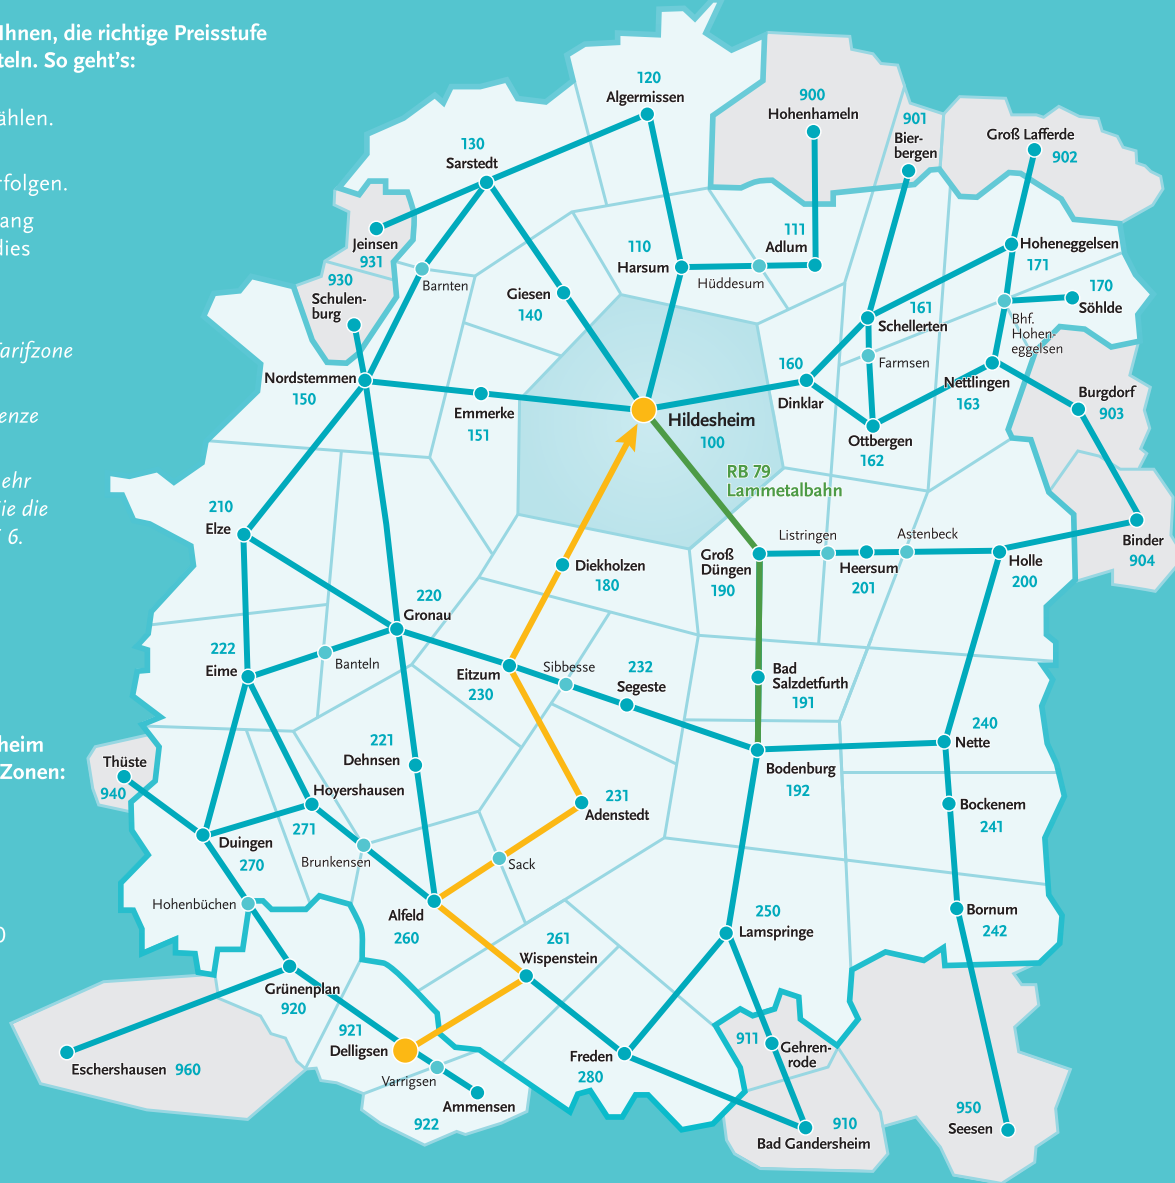 Ihnen, die richtige Preisstufe
teln. So geht's:
ählen.
rfolgen.
ang
dies
Tarifzone
enze
ehr
ie die
6.
heim
Zonen:
0
120
Algermissen
900
Hohenhameln
901
Bier-
bergen
Groß Lafferde
902
130
Sarstedt
Jeinsen
931
930
Schulen-
burg
Barnten
110
Harsum
111
Adlum
Hüddesum
Hoheneggelsen
171
170
Söhlde
Giesen
140
161
Schellerten
Bhf.
Hohen-
eggelsen
Farmsen
Nordstemmen
150
Emmerke
151
160
Dinklar
Nettlingen
163
Burgdorf
903
Hildesheim
100
Ottbergen
162
RB 79
Lammetalbahn
210
Elze
Diekholzen
180
Groß
Düngen
190
Listringen
Heersum
201
Astenbeck
Holle
200
Binder
904
220
Gronau
222
Eime
Banteln
Eitzum
230
Sibbesse
232
Segeste
Bad
Salzdetfurth
191
240
Nette
221
Dehnsen
Bodenburg
192
Thüste
940
Hoyershausen
271
231
Adenstedt
Bockenem
241
Duingen
270
Brunkensen
Sack
Hohenbüchen
Alfeld
260
250
Lamspringe
Bornum
242
261
Wispenstein
Grünenplan
920
921
Delligsen
Eschershausen 960
Varrigsen
Ammensen
922
Freden
280
911
Gehren-
rode
910
Bad Gandersheim
950
Seesen